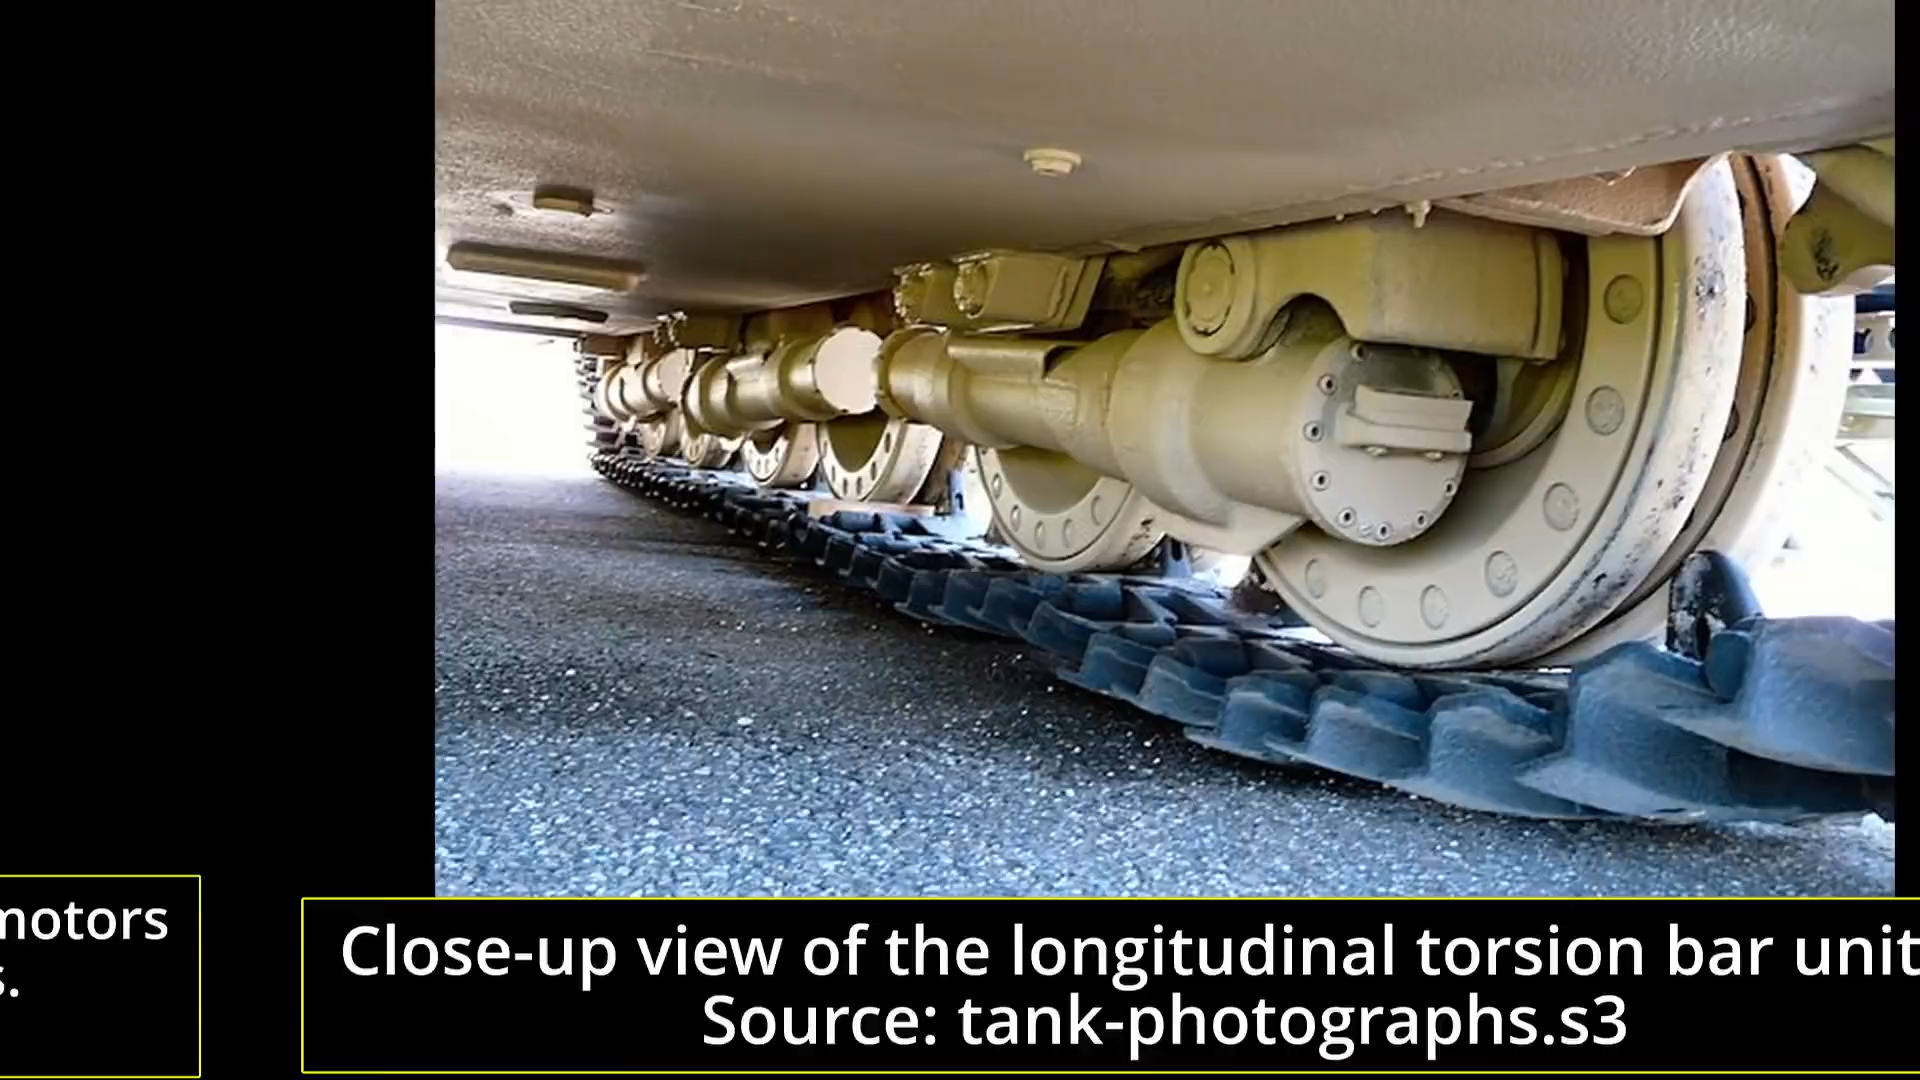 motors
s.
Close-up view of the longitudinal torsion bar unit
Source: tank-photographs.s3